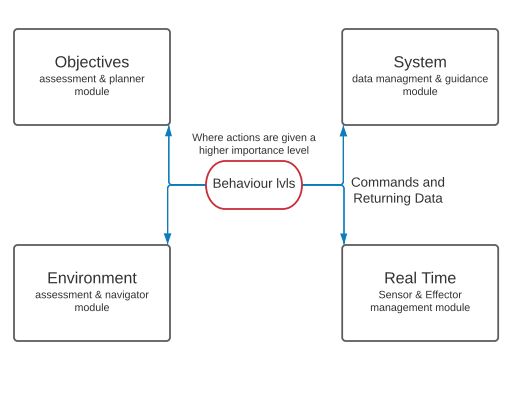 Objectives
assessment & planner
module
System
data managment & guidance
module
Where actions are given a
higher importance level
Behaviour lvls
Commands and
Returning Data
Environment
assessment & navigator
module
Real Time
Sensor & Effector
management module